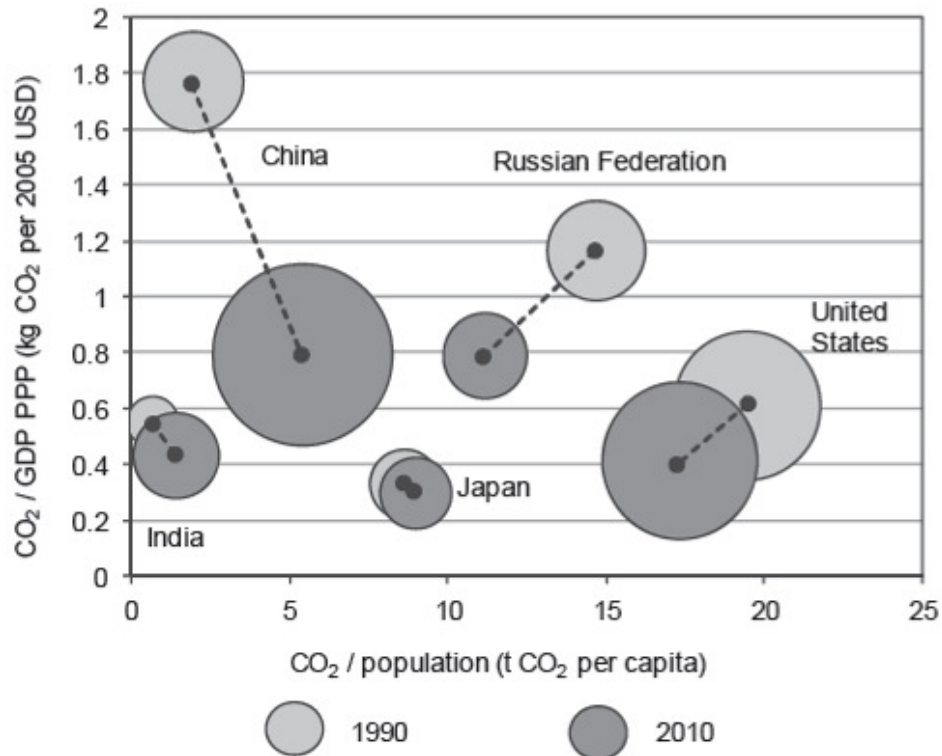 CO₂ / GDP PPP (kg CO₂ per 2005 USD)
2
1.8
1.6
1.4
1.2
1
0.8
0.6
0.4
0.2
0
China
Russian Federation
United
States
Japan
India
0 5 10 15 20 25
CO₂ / population (t CO₂ per capita)
1990 2010